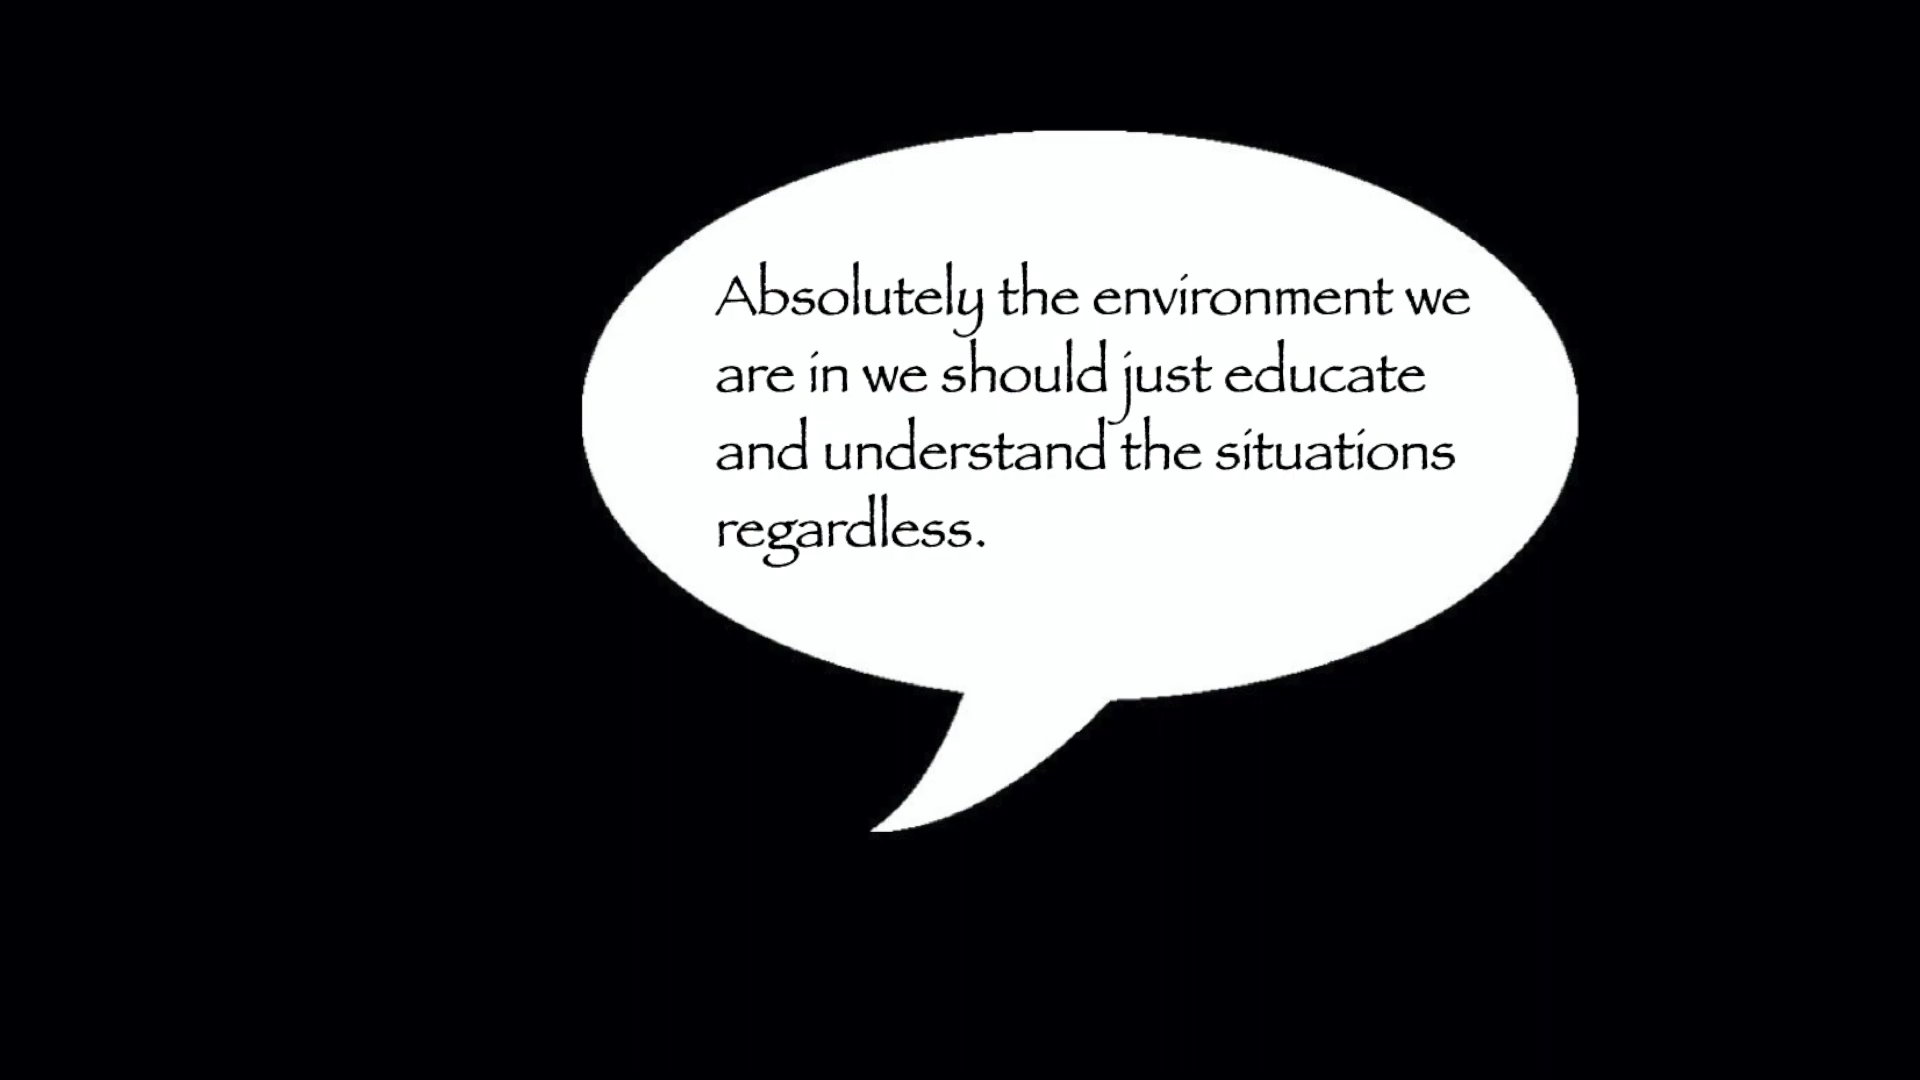 Absolutely the environment we
are in we should just educate
and understand the situations
regardless.